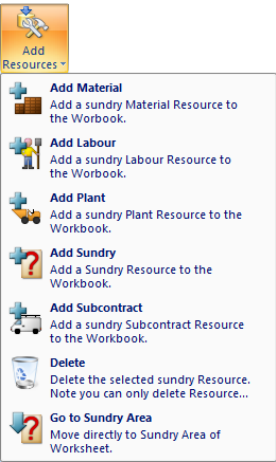 Add
Resources
Add Material
Add a sundry Material Resource to
the Worbook.
Add Labour
Add a sundry Labour Resource to
the Worbook.
Add Plant
Add a sundry Plant Resource to the
Workbook.
Add Sundry
Add a Sundry Resource to the
Workbook.
Add Subcontract
Add a sundry Subcontract Resource
to the Workbook.
Delete
Delete the selected sundry Resource.
Note you can only delete Resource...
Go to Sundry Area
Move directly to Sundry Area of
Worksheet.